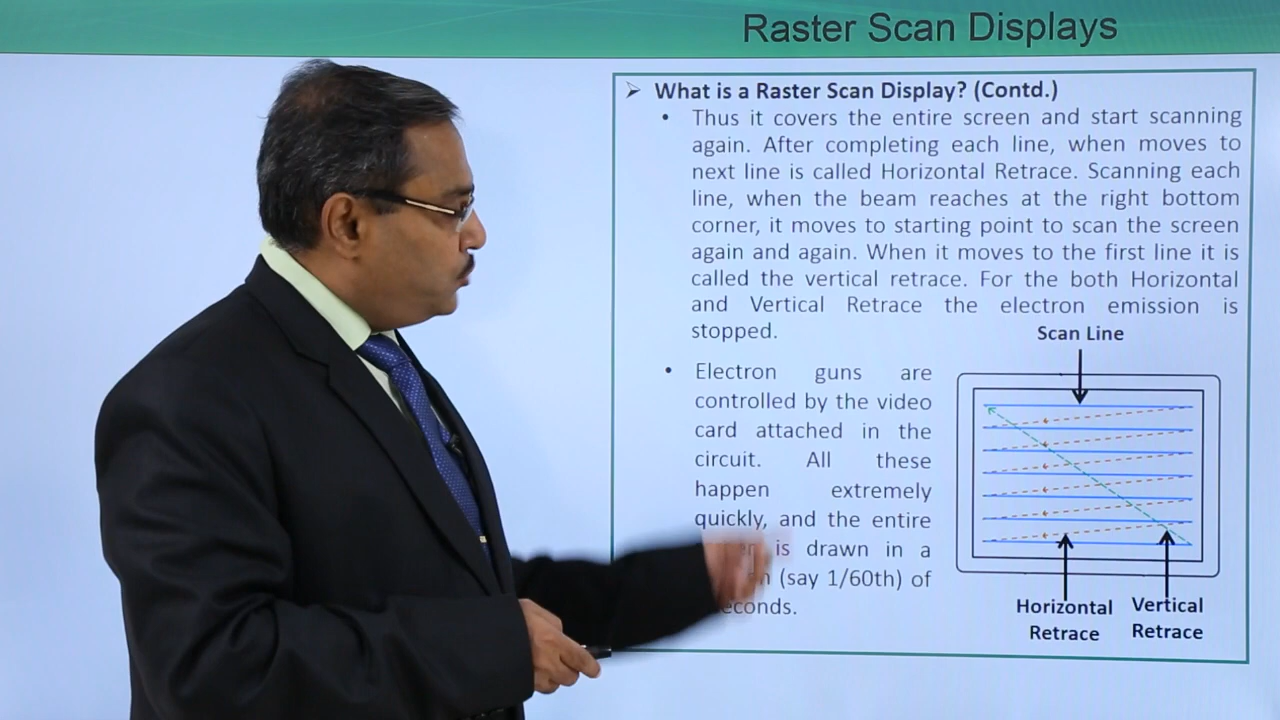 Raster Scan Displays
What is a Raster Scan Display? (Contd.)
Thus it covers the entire screen and start scanning
again. After completing each line, when moves to
next line is called Horizontal Retrace. Scanning each
line, when the beam reaches at the right bottom
corner, it moves to starting point to scan the screen
again and again. When it moves to the first line it is
called the vertical retrace. For the both Horizontal
and Vertical Retrace the electron emission is
stopped.
Electron guns are
controlled by the video
card attached in the
circuit. All these
happen extremely
quickly, and the entire
is drawn in a
(say 1/60th) of
Scan Line
Horizontal
Retrace
Vertical
Retrace